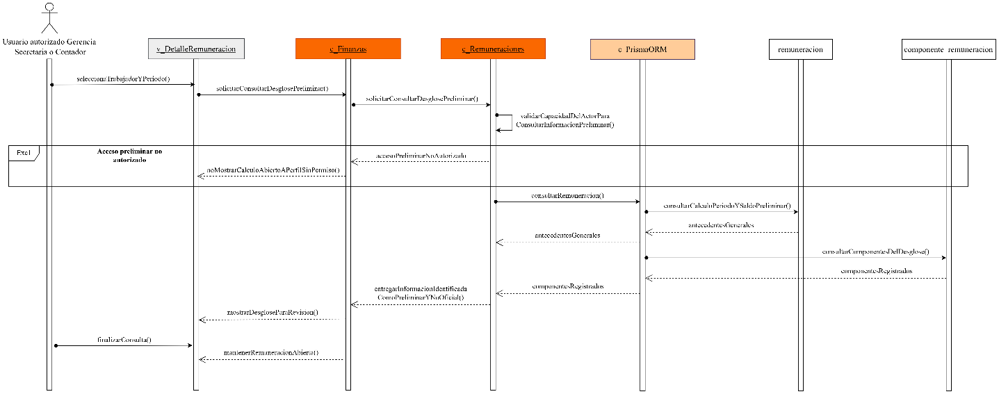 Usuario autorizado Gerencia
Secretaria o Contador
v_DetalleRemuneracion
c_Finanzas
c_Remuneraciones
c_PrismaORM
remuneracion
componente_remuneracion
seleccionaTrabajadorYPeriodo()
solicitarConsultarDesglosePreliminar()
solicitarConsultarDesglosePreliminar()
validarCapacidadDelActorPara
ConsultarInformacionPreliminar()
Exc1
Acceso preliminar no
autorizado
accesoPreliminarNoAutorizado
noMostrarCalculoAbiertoAPerfilSinPermiso()
consultarRemuneracion()
consultarCalculoPeriodoYSaldoPreliminar()
antecedentesGenerales
antecedentesGenerales
consultarComponentesDelDesglose()
componentesRegistrados
componentesRegistrados
entregarInformacionIdentificada
ComoPreliminarYNoOficial()
mostrarDesgloseParaRevision()
finalizarConsulta()
mantenerRemuneracionAbierta()